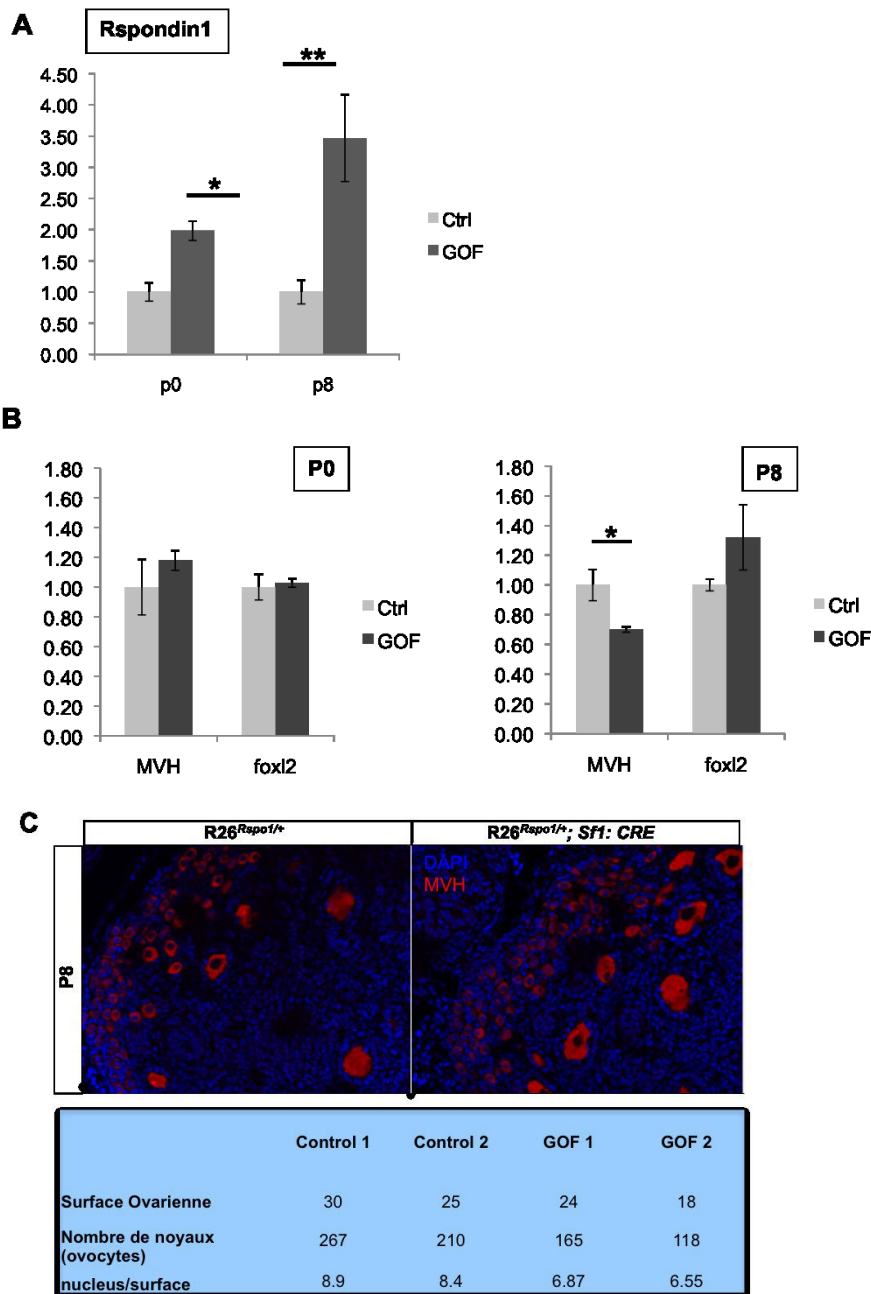 A
Rspondin1
4.50
4.00
3.50
3.00
2.50
2.00
1.50
1.00
0.50
0.00
*
**
p0
p8
Ctrl
GOF
B
P0
1.80
1.60
1.40
1.20
1.00
0.80
0.60
0.40
0.20
0.00
MVH
foxl2
Ctrl
GOF
P8
1.80
1.60
1.40
1.20
1.00
0.80
0.60
0.40
0.20
0.00
*
MVH
foxl2
Ctrl
GOF
C
R26Rspo1/+
R26Rspo1/+; Sf1: CRE
P8
DAPI
MVH
Control 1 Control 2 GOF 1 GOF 2
Surface Ovarienne 30 25 24 18
Nombre de noyaux
(ovocytes) 267 210 165 118
nucleus/surface 8.9 8.4 6.87 6.55